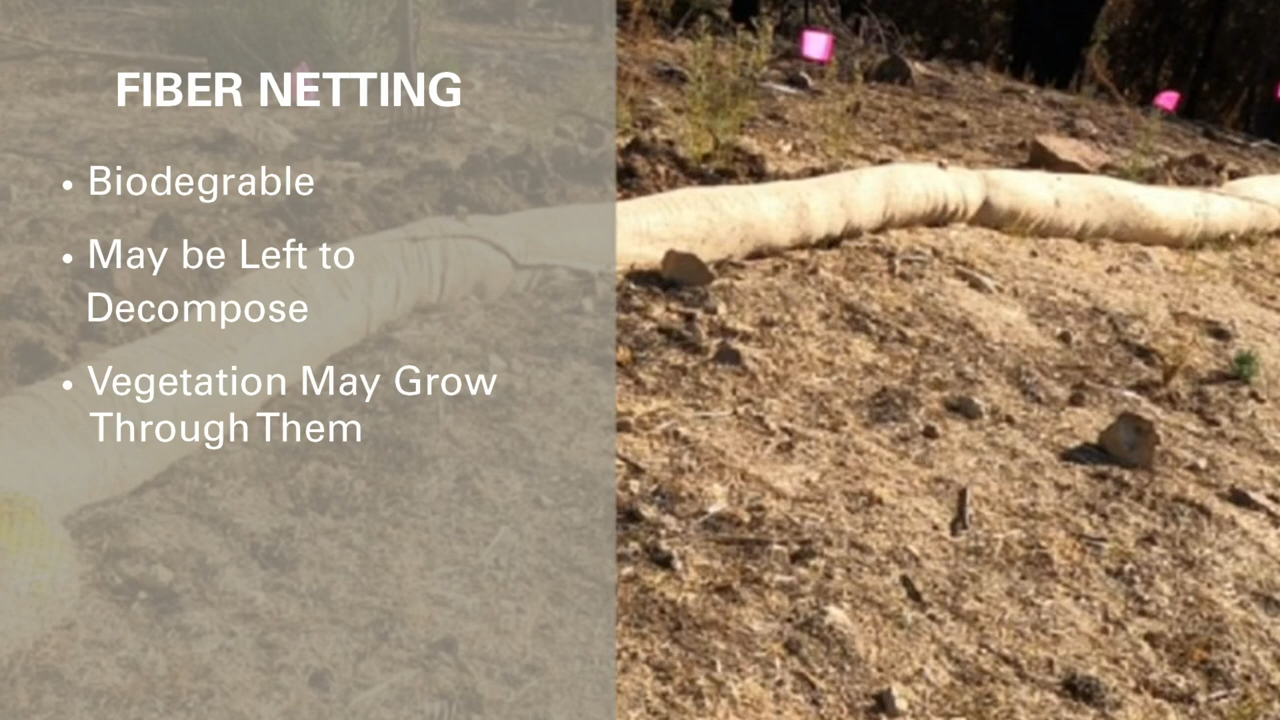 FIBER NETTING
• Biodegrable
• May be Left to
Decompose
• Vegetation May Grow
Through Them